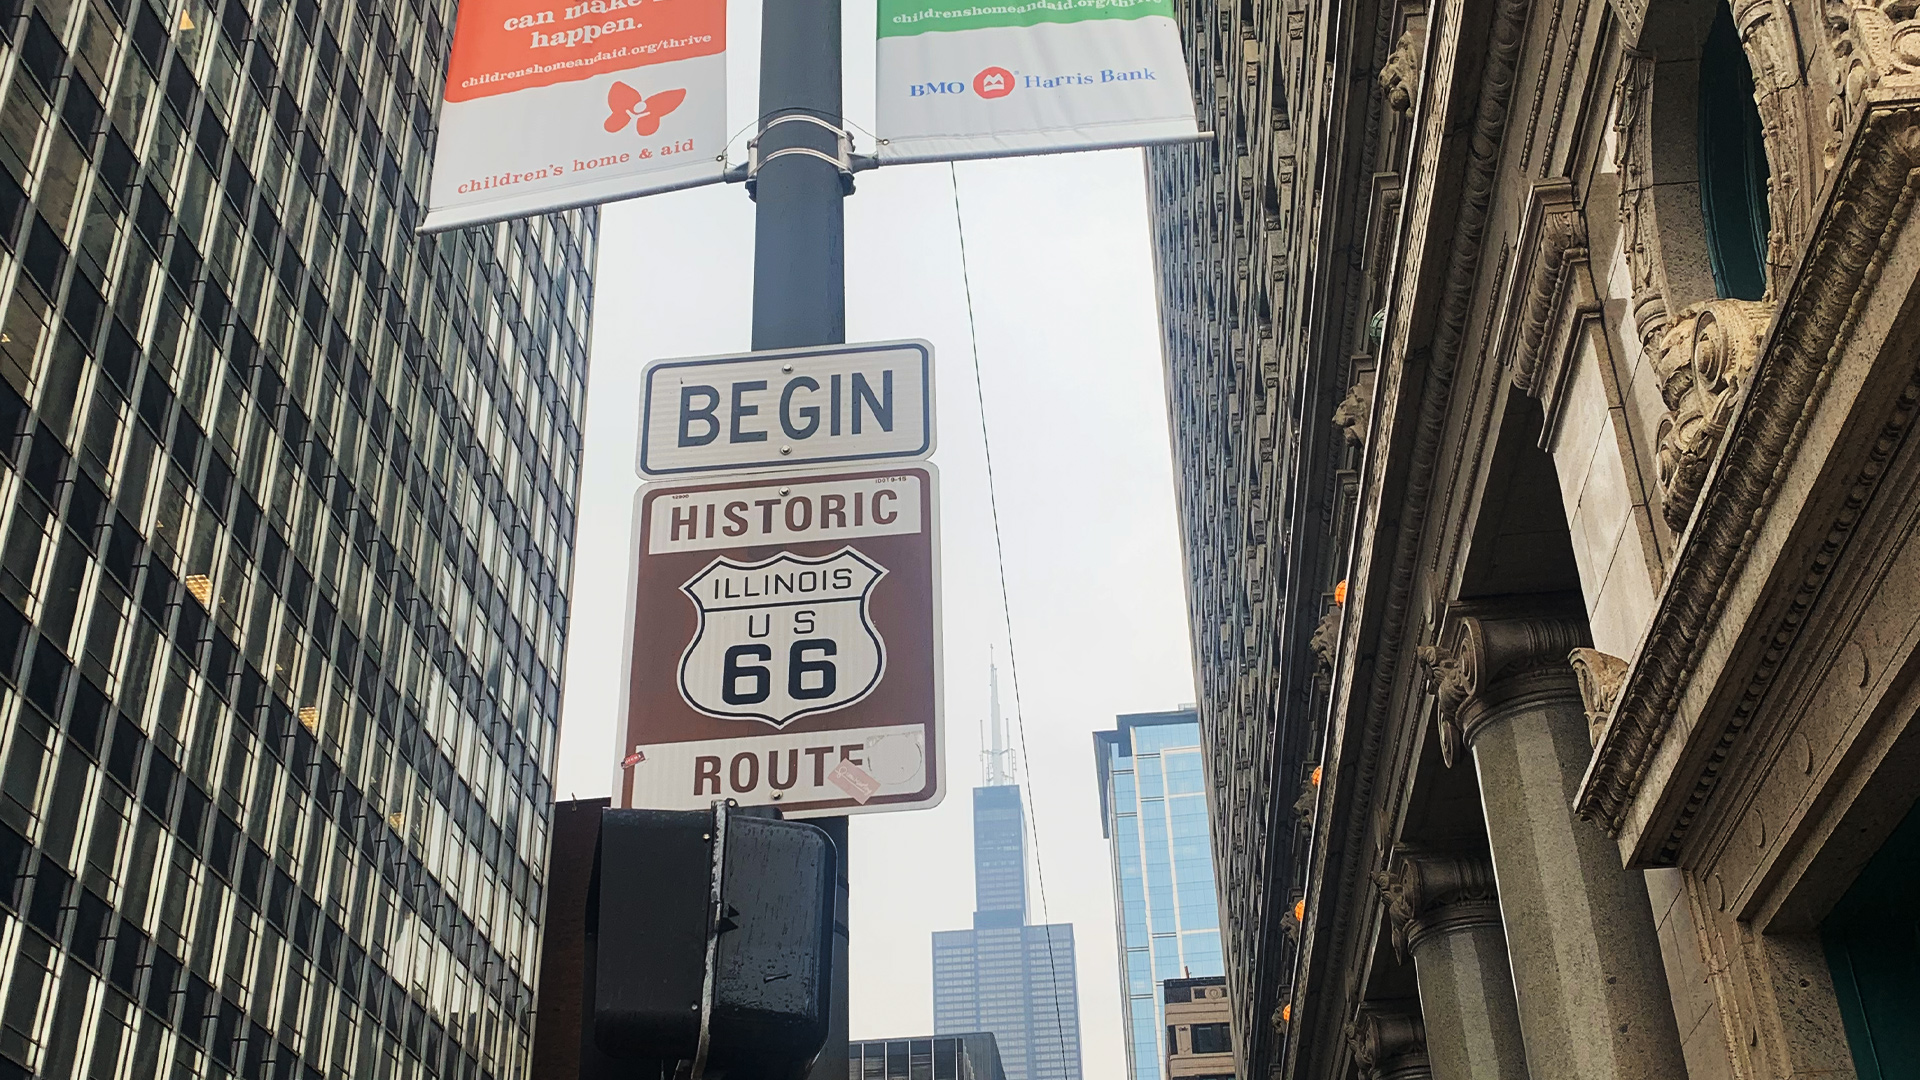 can make
happen.
childrenshomeandaid.org/thrive
children's home & aid
childrenshomeandaid.org/thrive
BMO Harris Bank
BEGIN
HISTORIC
ILLINOIS
US
66
ROUTE